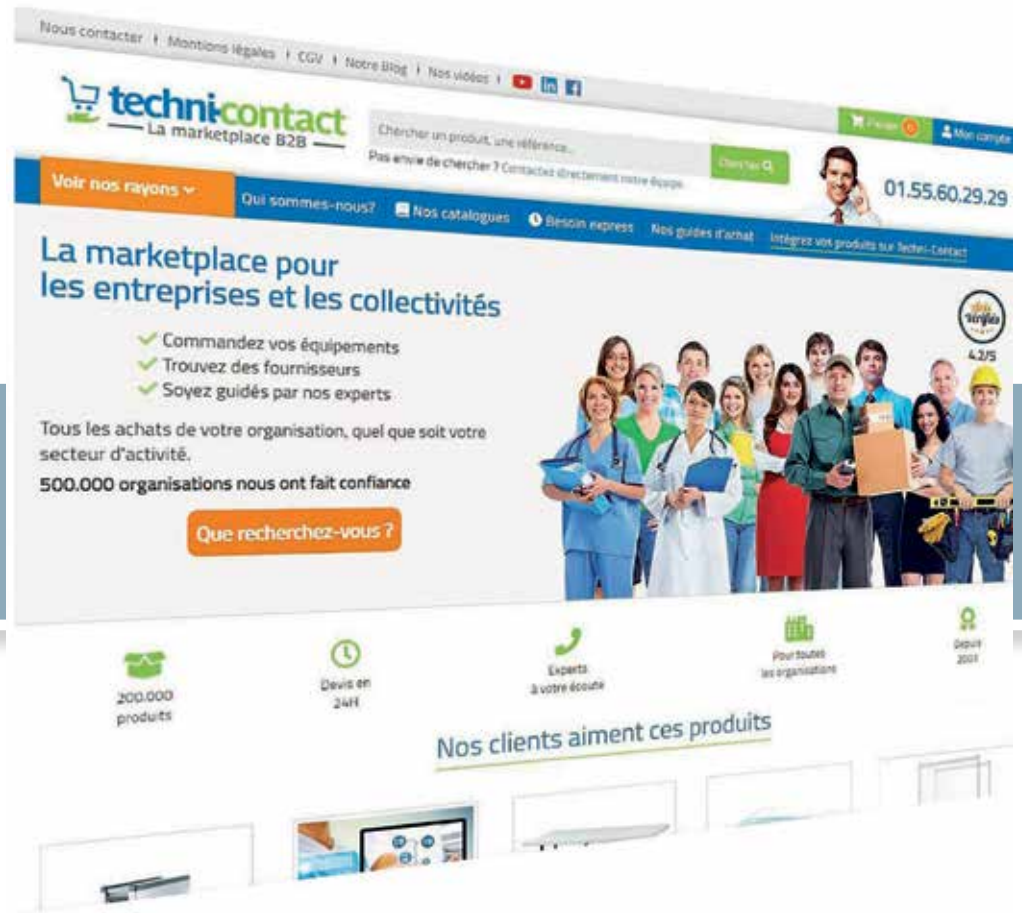 Nous contacter | Mentions légales | CGV | Notre Blog | Nos vidéos |
techni-contact
La marketplace B2B
Chercher un produit, une référence...
Chercher
Pas envie de chercher ? Contactez directement notre équipe
Panier 0
Mon compte
01.55.60.29.29
Voir nos rayons
Qui sommes-nous?
Nos catalogues
Besoin express
Nos guides d'achat
Intégrez vos produits sur Techni-Contact
La marketplace pour
les entreprises et les collectivités
Commandez vos équipements
Trouvez des fournisseurs
Soyez guidés par nos experts
Tous les achats de votre organisation, quel que soit votre
secteur d'activité.
500.000 organisations nous ont fait confiance
Que recherchez-vous ?
Vérifiés
4.2/5
200.000
produits
Devis en
24H
Experts
à votre écoute
Pour toutes
les organisations
Depuis
Nos clients aiment ces produits